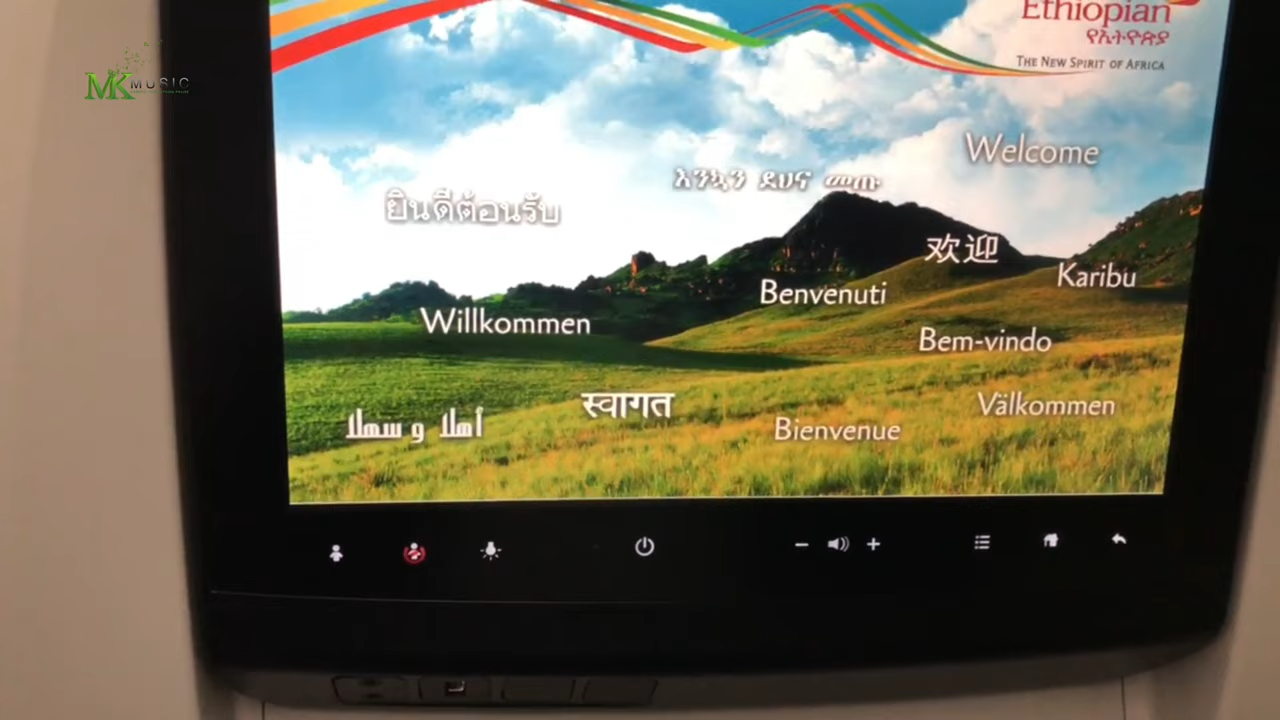 Ethiopian
የኢትዮጵያ
THE NEW SPIRIT OF AFRICA
MK MUSIC
Welcome
እንኳን ደህና መጡ
ยินดีต้อนรับ
欢迎
Karibu
Benvenuti
Willkommen
Bem-vindo
स्वागत
Välkommen
أهلا و سهلا
Bienvenue